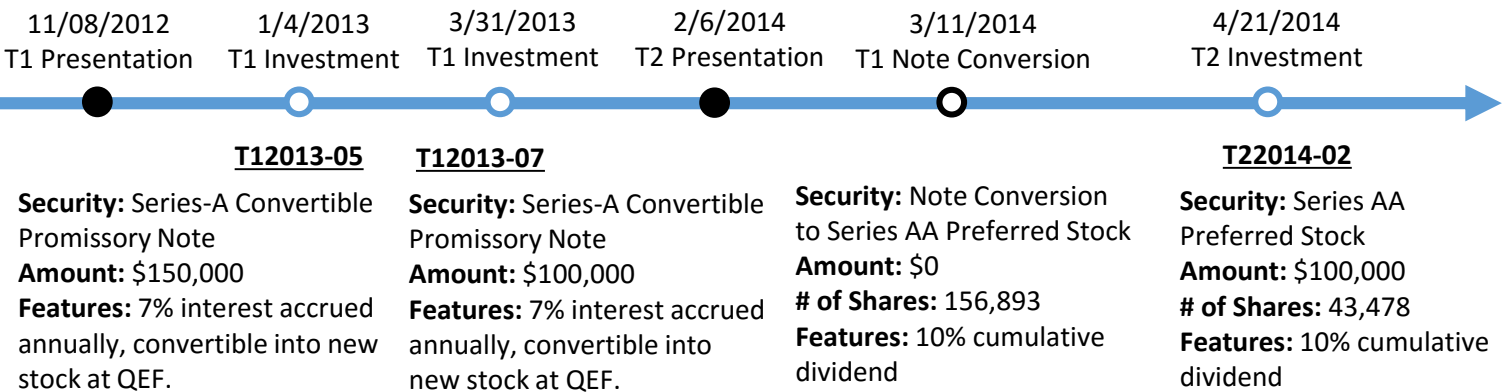 11/08/2012
T1 Presentation
1/4/2013
T1 Investment
3/31/2013
T1 Investment
2/6/2014
T2 Presentation
3/11/2014
T1 Note Conversion
4/21/2014
T2 Investment
T12013-05
Security: Series-A Convertible
Promissory Note
Amount: $150,000
Features: 7% interest accrued
annually, convertible into new
stock at QEF.
T12013-07
Security: Series-A Convertible
Promissory Note
Amount: $100,000
Features: 7% interest accrued
annually, convertible into
new stock at QEF.
Security: Note Conversion
to Series AA Preferred Stock
Amount: $0
# of Shares: 156,893
Features: 10% cumulative
dividend
T22014-02
Security: Series AA
Preferred Stock
Amount: $100,000
# of Shares: 43,478
Features: 10% cumulative
dividend